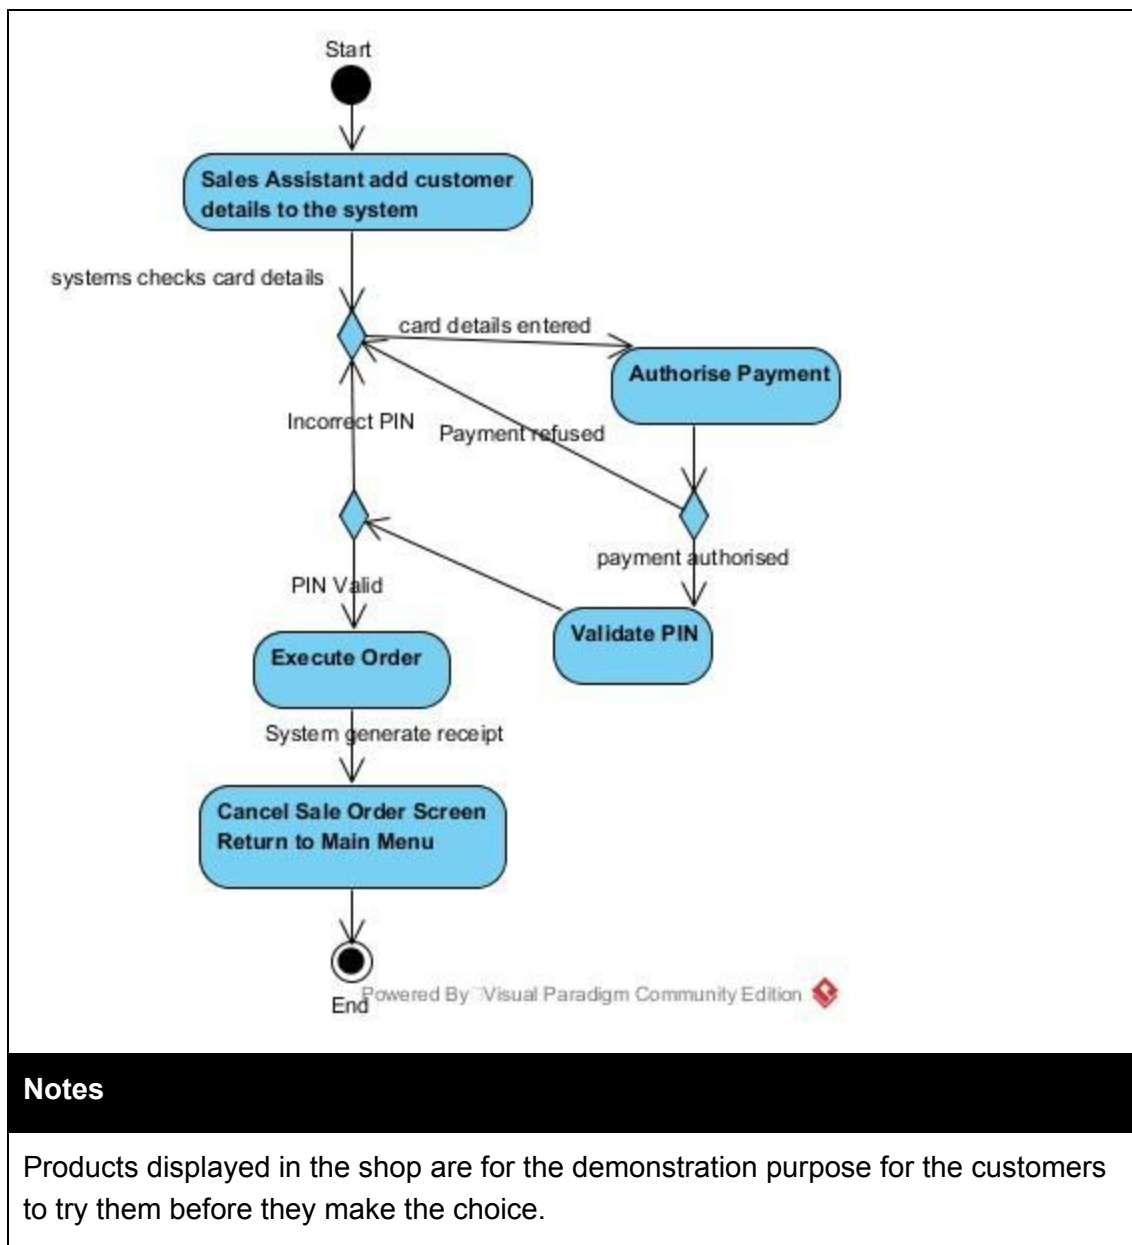 Start
Sales Assistant add customer
details to the system
systems checks card details
card details entered
Authorise Payment
Incorrect PIN
Payment refused
payment authorised
PIN Valid
Validate PIN
Execute Order
System generate receipt
Cancel Sale Order Screen
Return to Main Menu
End
Powered By Visual Paradigm Community Edition
Notes
Products displayed in the shop are for the demonstration purpose for the customers
to try them before they make the choice.